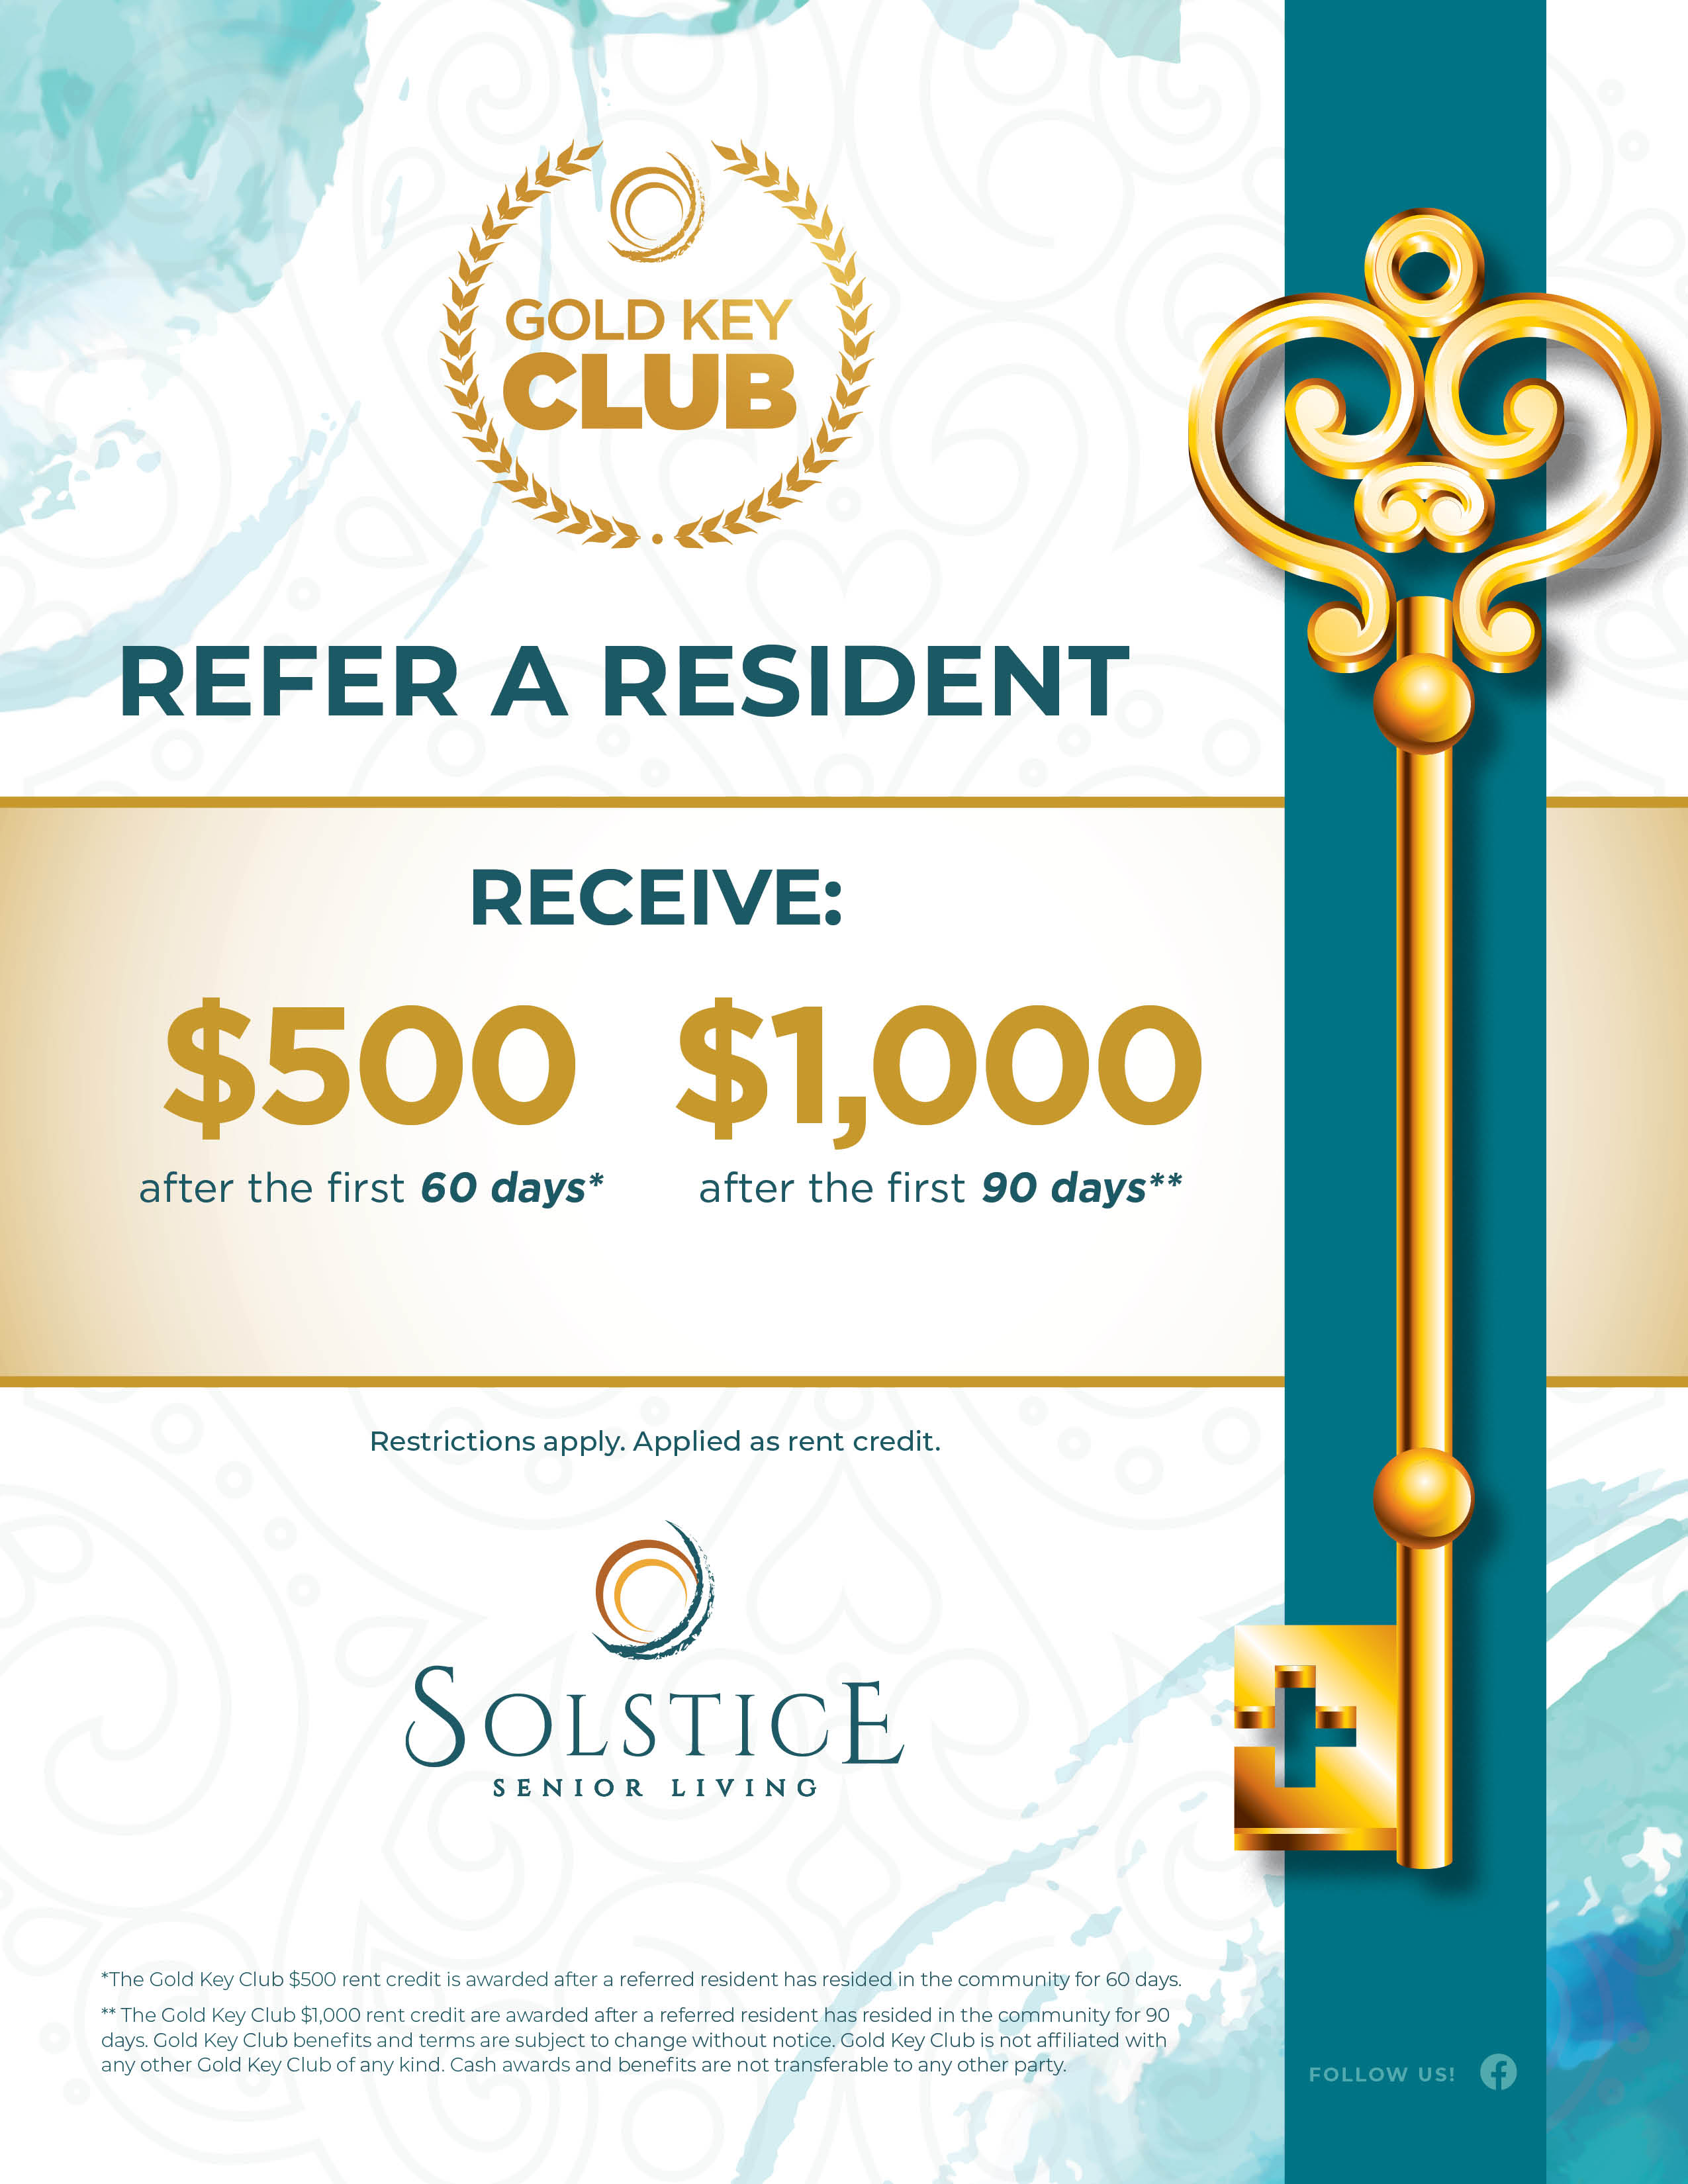 GOLD KEY
CLUB
REFER A RESIDENT
RECEIVE:
$500
after the first 60 days*
$1,000
after the first 90 days**
Restrictions apply. Applied as rent credit.
SOLSTICE
SENIOR LIVING
*The Gold Key Club $500 rent credit is awarded after a referred resident has resided in the community for 60 days.
** The Gold Key Club $1,000 rent credit are awarded after a referred resident has resided in the community for 90
days. Gold Key Club benefits and terms are subject to change without notice. Gold Key Club is not affiliated with
any other Gold Key Club of any kind. Cash awards and benefits are not transferable to any other party.
FOLLOW US!